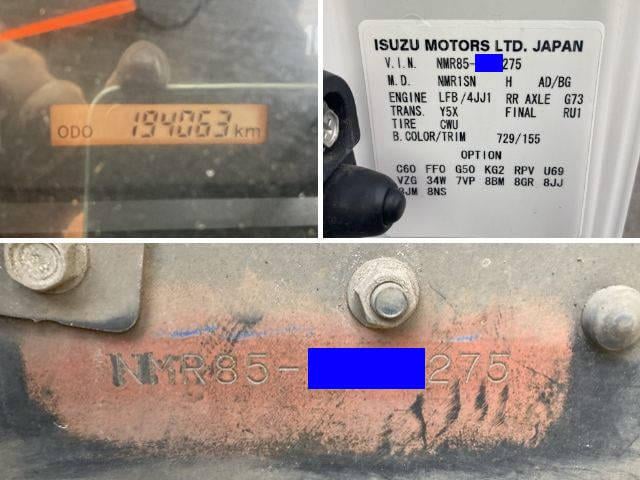 ODO 194063 km
ISUZU MOTORS LTD. JAPAN
V.I.N. NMR85- 275
M.D. NMR1SN H AD/BG
ENGINE LFB/4JJ1 RR AXLE G73
TRANS. Y5X FINAL RU1
TIRE CWU
B.COLOR/TRIM 729/155
OPTION
C60 FF0 G50 KG2 RPV U69
VZG 34W 7VP 8BM 8GR 8JJ
8NS
NMR85- 275